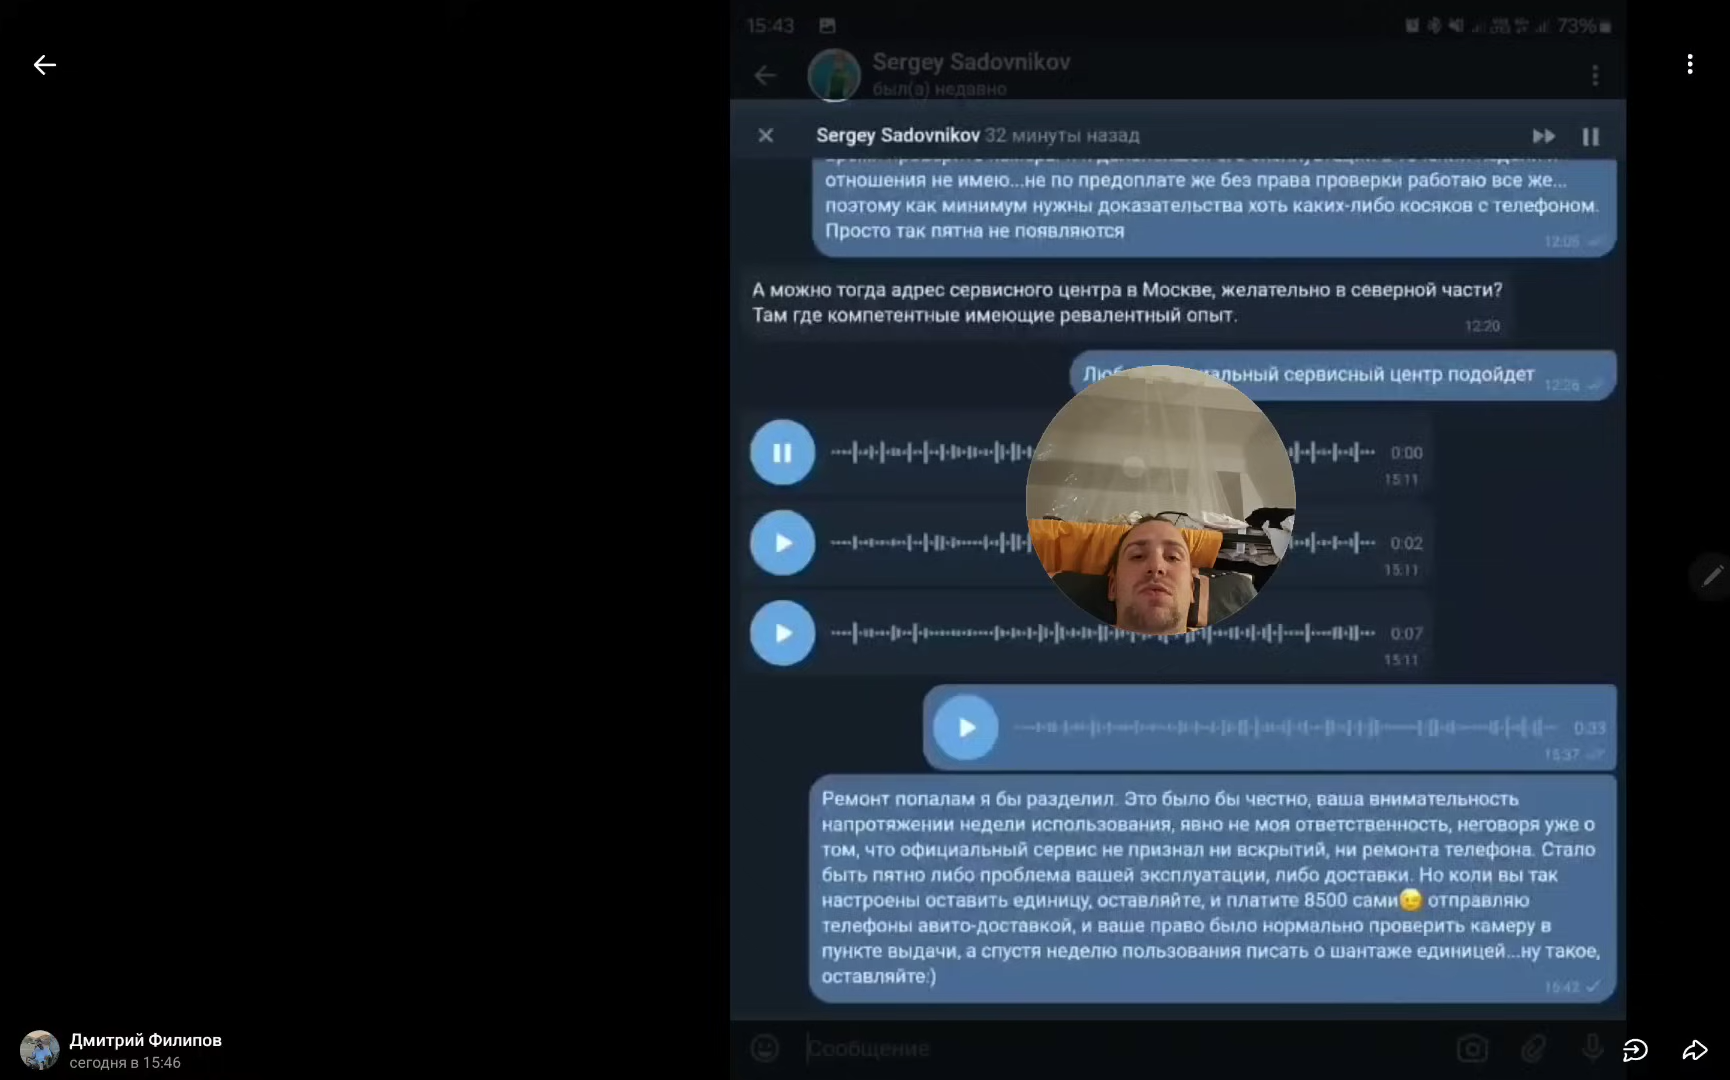 15:43
73%
Sergey Sadovnikov
был(а) недавно
Sergey Sadovnikov 32 минуты назад
отношения не имею...не по предоплате же без права проверки работаю все же...
поэтому как минимум нужны доказательства хоть каких-либо косяков с телефоном.
Просто так пятна не появляются
12:05
А можно тогда адрес сервисного центра в Москве, желательно в северной части?
Там где компетентные имеющие ревалентный опыт.
12:20
сервисный центр подойдет
12:26
0:00
15:11
0:02
15:11
0:07
15:11
0:33
15:37
Ремонт попалам я бы разделил. Это было бы честно, ваша внимательность
напротяжении недели использования, явно не моя ответственность, неговоря уже о
том, что официальный сервис не признал ни вскрытий, ни ремонта телефона. Стало
быть пятно либо проблема вашей эксплуатации, либо доставки. Но коли вы так
настроены оставить единицу, оставляйте, и платите 8500 сами😉 отправляю
телефоны авито-доставкой, и ваше право было нормально проверить камеру в
пункте выдачи, а спустя неделю пользования писать о шантаже единицей...ну такое,
оставляйте:)
15:42
Сообщение
Дмитрий Филипов
сегодня в 15:46